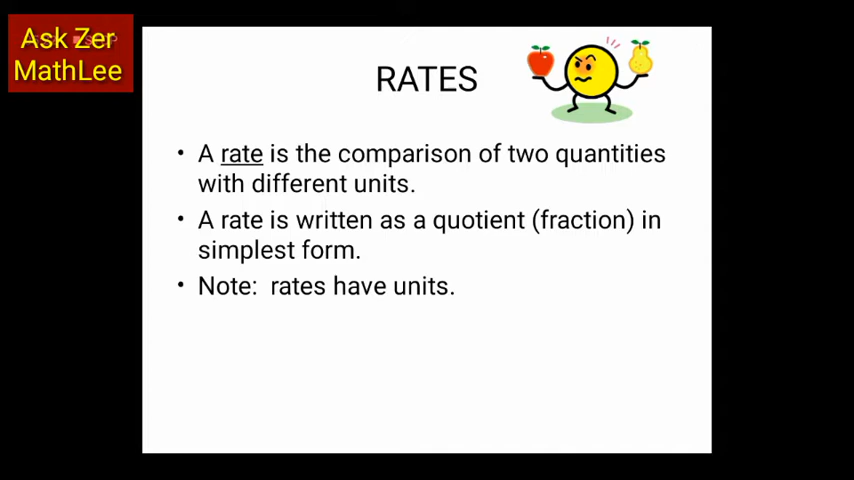 Ask Zer
MathLee
RATES
• A rate is the comparison of two quantities
with different units.
• A rate is written as a quotient (fraction) in
simplest form.
• Note: rates have units.